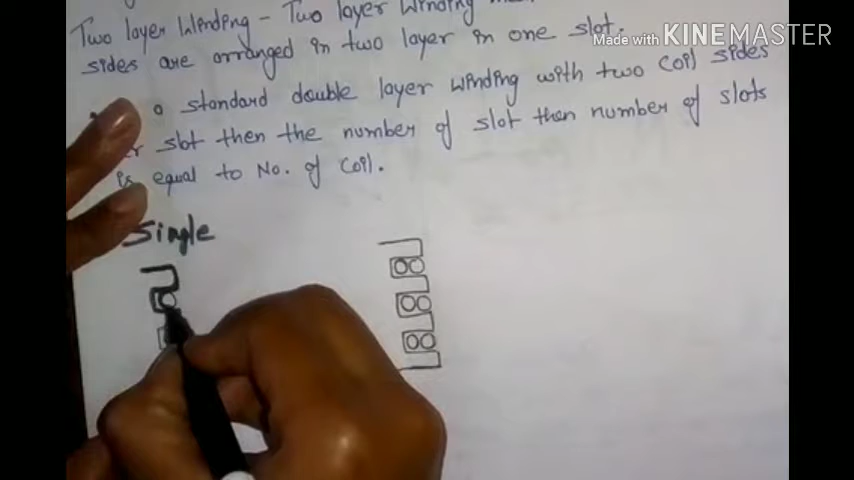 Two layer Winding - Two layer Winding
sides are arranged in two layer in one slot.
Made with KINEMASTER
a standard double layer winding with two coil sides
slot then the number of slot then number of slots
is equal to No. of coil.
Single